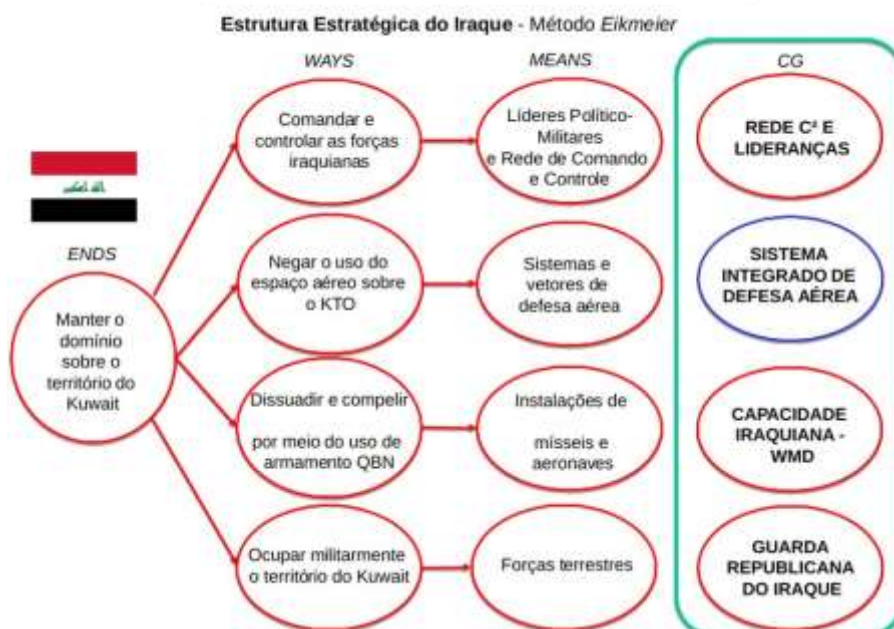 Estrutura Estratégica do Iraque - Método Eikmeier
WAYS
MEANS
CG
ENDS
Manter o
domínio
sobre o
território do
Kuwait
Comandar e
controlar as forças
iraquianas
Líderes Político-
Militares
e Rede de Comando
e Controle
REDE C² E
LIDERANÇAS
Negar o uso do
espaço aéreo sobre
o KTO
Sistemas e
vetores de
defesa aérea
SISTEMA
INTEGRADO DE
DEFESA AÉREA
Dissuadir e compelir
por meio do uso de
armamento QBN
Instalações de
mísseis e
aeronaves
CAPACIDADE
IRAQUIANA -
WMD
Ocupar militarmente
o território do Kuwait
Forças terrestres
GUARDA
REPUBLICANA
DO IRAQUE